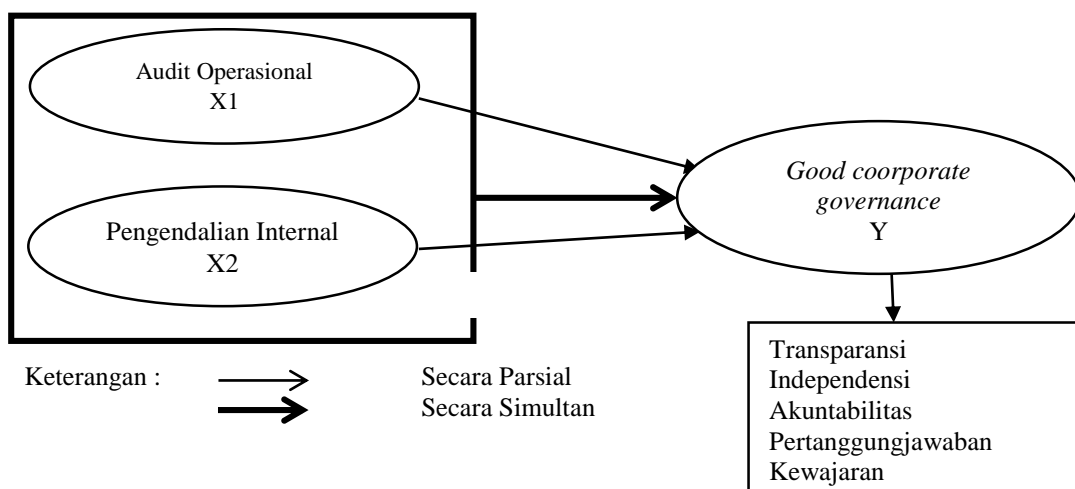 Audit Operasional
X1
Pengendalian Internal
X2
Good coorporate
governance
Y
Transparansi
Independensi
Akuntabilitas
Pertanggungjawaban
Kewajaran
Keterangan :
Secara Parsial
Secara Simultan